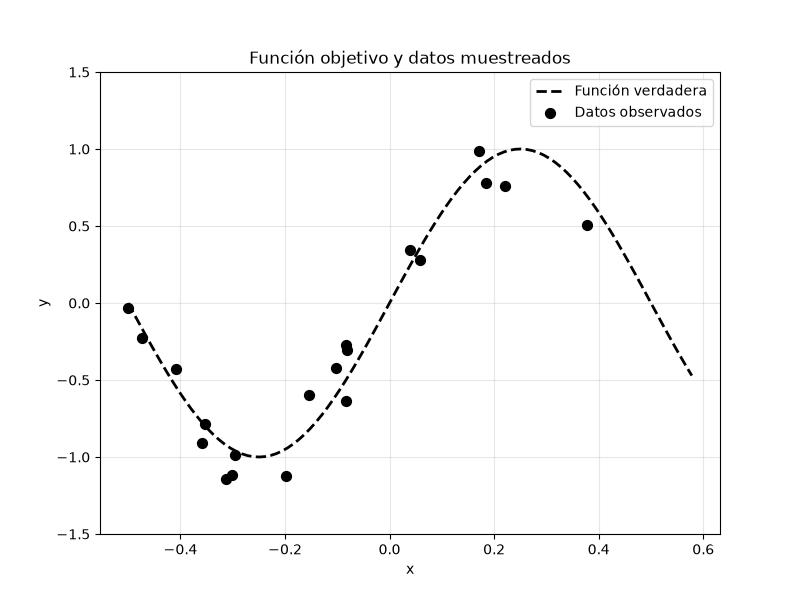 Función objetivo y datos muestreados
Función verdadera
Datos observados
1.5
1.0
0.5
0.0
−0.5
−1.0
−1.5
y
−0.4 −0.2 0.0 0.2 0.4 0.6
x